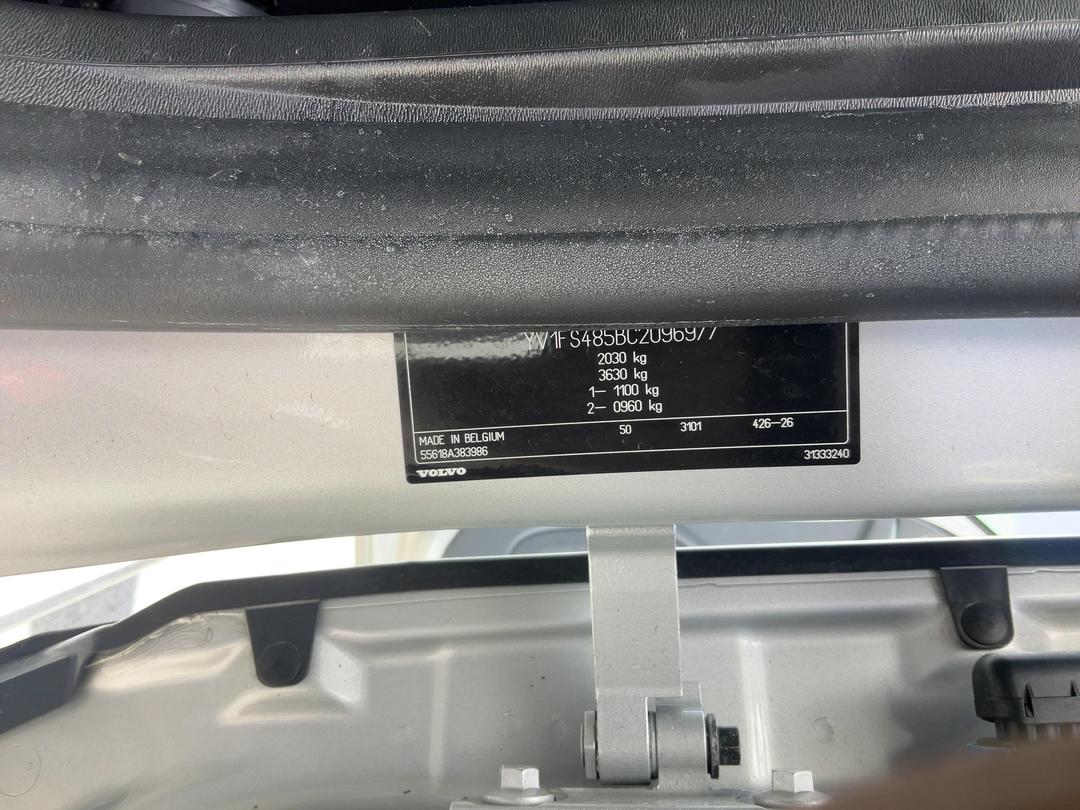 YV1FS485BC2096977
2030 kg
3630 kg
1— 1100 kg
2— 0960 kg
50 3101 426—26
MADE IN BELGIUM
55618A383986
31333240
VOLVO